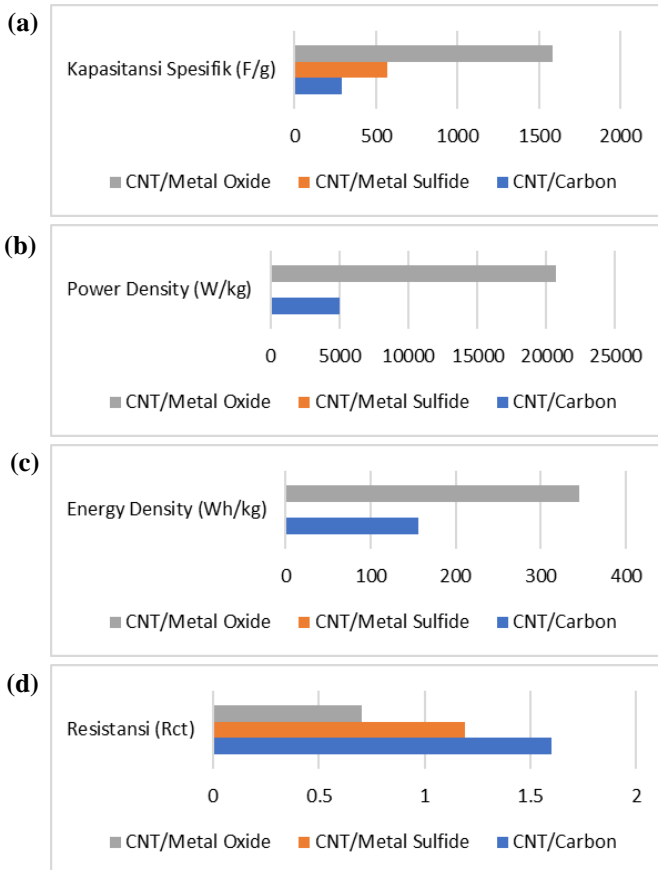 (a)
Kapasitansi Spesifik (F/g)
0 500 1000 1500 2000
CNT/Metal Oxide CNT/Metal Sulfide CNT/Carbon
(b)
Power Density (W/kg)
0 5000 10000 15000 20000 25000
CNT/Metal Oxide CNT/Metal Sulfide CNT/Carbon
(c)
Energy Density (Wh/kg)
0 100 200 300 400
CNT/Metal Oxide CNT/Metal Sulfide CNT/Carbon
(d)
Resistansi (Rct)
0 0.5 1 1.5 2
CNT/Metal Oxide CNT/Metal Sulfide CNT/Carbon